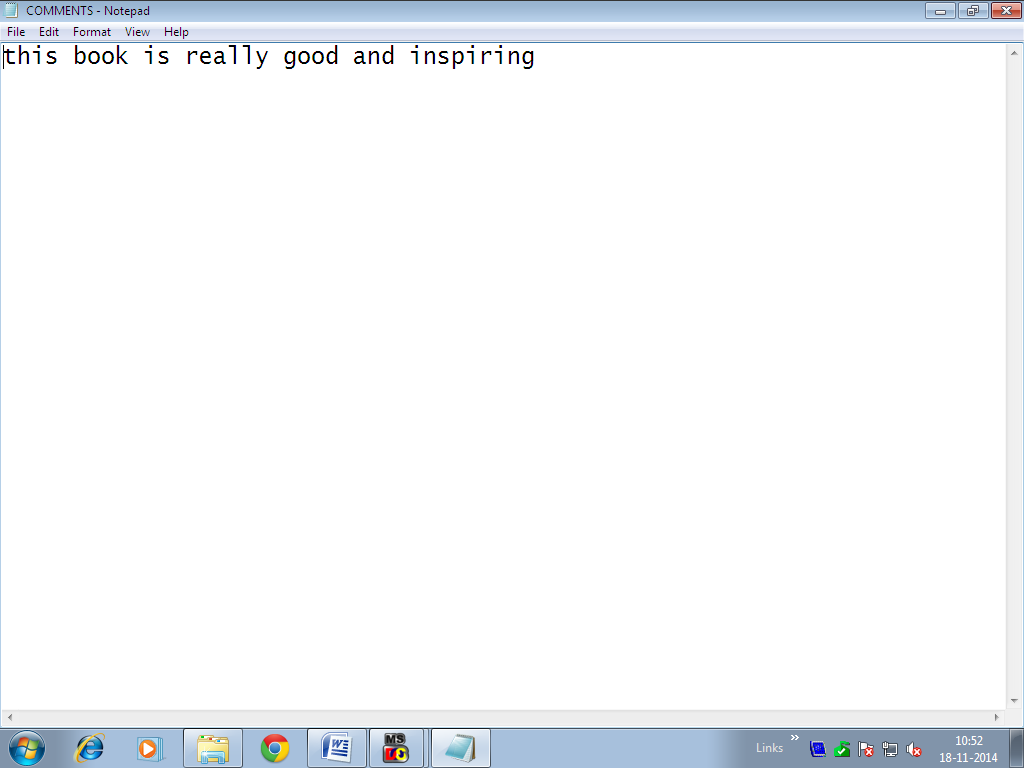 COMMENTS - Notepad
File Edit Format View Help
this book is really good and inspiring
MS
Links
10:52
18-11-2014